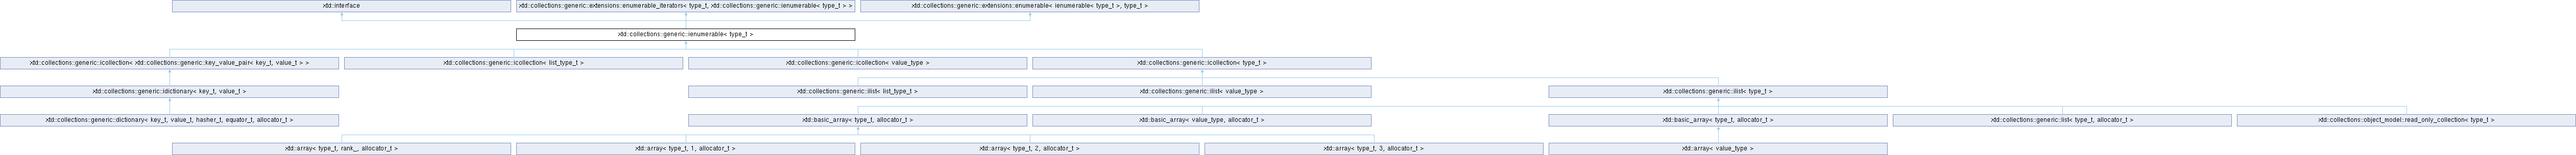 xtd::interface
xtd::collections::generic::extensions::enumerable_iterators< type_t, xtd::collections::generic::ienumerable< type_t > >
xtd::collections::generic::extensions::enumerable< ienumerable< type_t >, type_t >
xtd::collections::generic::ienumerable< type_t >
xtd::collections::generic::icollection< xtd::collections::generic::key_value_pair< key_t, value_t > >
xtd::collections::generic::icollection< list_type_t >
xtd::collections::generic::icollection< value_type >
xtd::collections::generic::icollection< type_t >
xtd::collections::generic::idictionary< key_t, value_t >
xtd::collections::generic::ilist< list_type_t >
xtd::collections::generic::ilist< value_type >
xtd::collections::generic::ilist< type_t >
xtd::collections::generic::dictionary< key_t, value_t, hasher_t, equator_t, allocator_t >
xtd::basic_array< type_t, allocator_t >
xtd::basic_array< value_type, allocator_t >
xtd::basic_array< type_t, allocator_t >
xtd::collections::generic::list< type_t, allocator_t >
xtd::collections::object_model::read_only_collection< type_t >
xtd::array< type_t, rank_, allocator_t >
xtd::array< type_t, 1, allocator_t >
xtd::array< type_t, 2, allocator_t >
xtd::array< type_t, 3, allocator_t >
xtd::array< value_type >